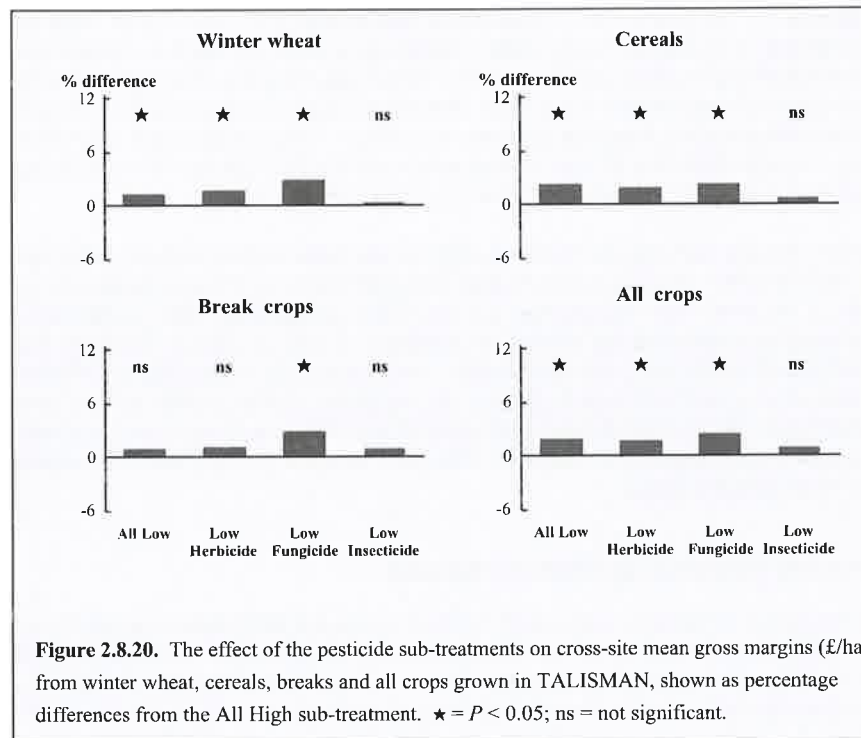 Winter wheat
% difference
12
6
0
-6
★ ★ ★ ns
Cereals
% difference
12
6
0
-6
★ ★ ★ ns
Break crops
12
6
0
-6
ns ns ★ ns
All Low Low Herbicide Low Fungicide Low Insecticide
All crops
12
6
0
-6
★ ★ ★ ns
All Low Low Herbicide Low Fungicide Low Insecticide
Figure 2.8.20. The effect of the pesticide sub-treatments on cross-site mean gross margins (£/ha
from winter wheat, cereals, breaks and all crops grown in TALISMAN, shown as percentage
differences from the All High sub-treatment. ★ = P < 0.05; ns = not significant.